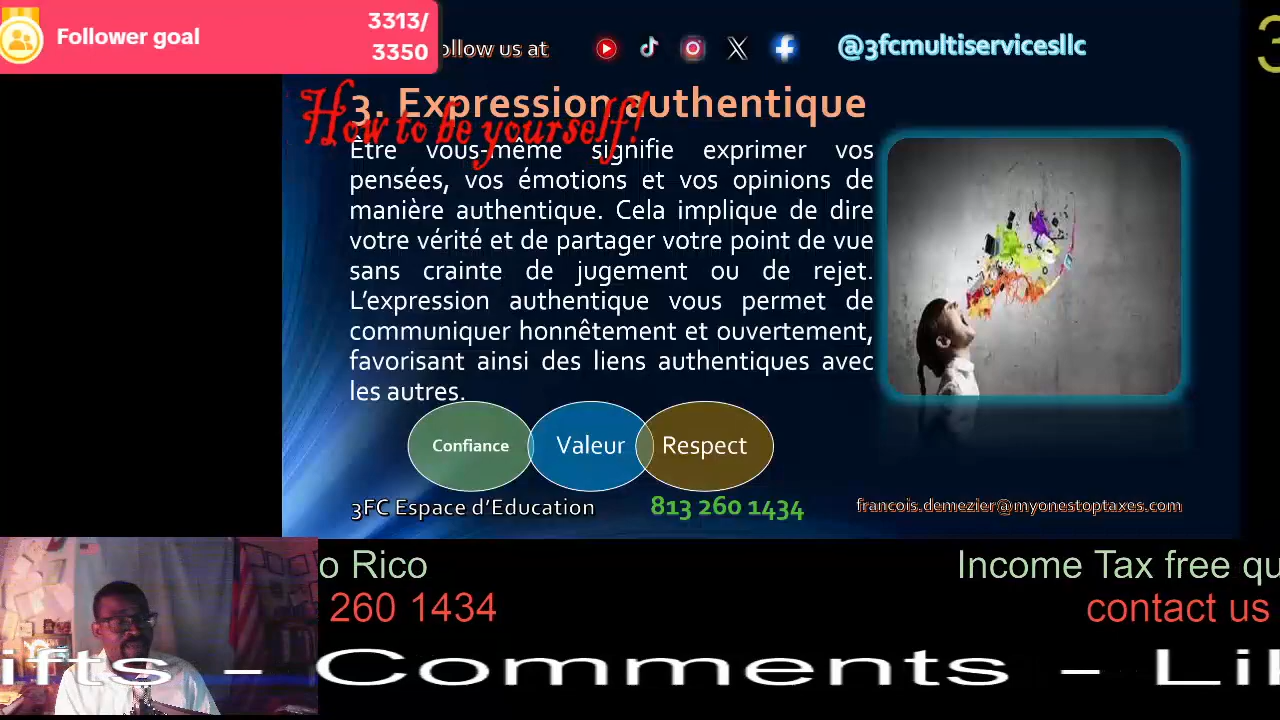 Follower goal
3313/
3350
ollow us at
@3fcmultiservicesllc
3. Expression authentique
How to be yourself!
Être vous-même signifie exprimer vos
pensées, vos émotions et vos opinions de
manière authentique. Cela implique de dire
votre vérité et de partager votre point de vue
sans crainte de jugement ou de rejet.
L’expression authentique vous permet de
communiquer honnêtement et ouvertement,
favorisant ainsi des liens authentiques avec
les autres.
Confiance
Valeur
Respect
3FC Espace d’Education
813 260 1434
francois.demezier@myonestoptaxes.com
o Rico
Income Tax free qu
260 1434
contact us
ifts - Comments - Li